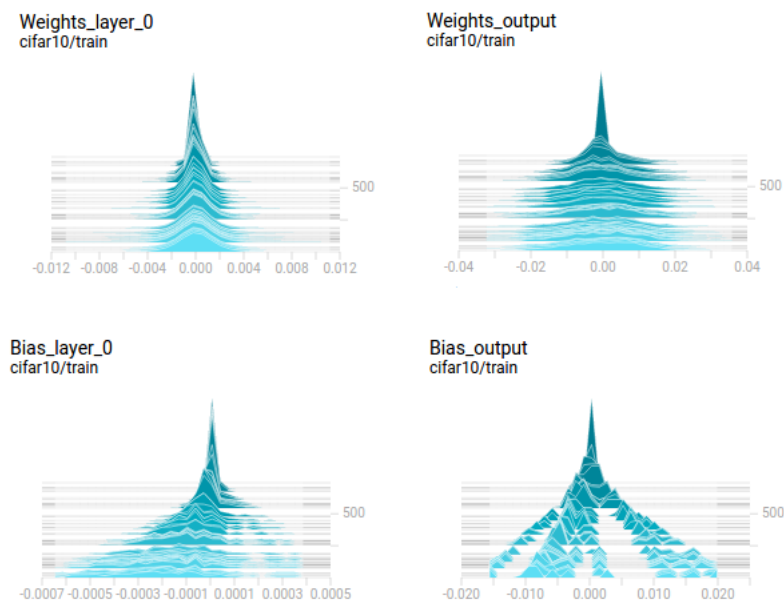 Weights_layer_0
cifar10/train
500
-0.012 -0.008 -0.004 0.000 0.004 0.008 0.012
Weights_output
cifar10/train
500
-0.04 -0.02 0.00 0.02 0.04
Bias_layer_0
cifar10/train
500
-0.0007 -0.0005 -0.0003 -0.0001 0.0001 0.0003 0.0005
Bias_output
cifar10/train
500
-0.020 -0.010 0.000 0.010 0.020